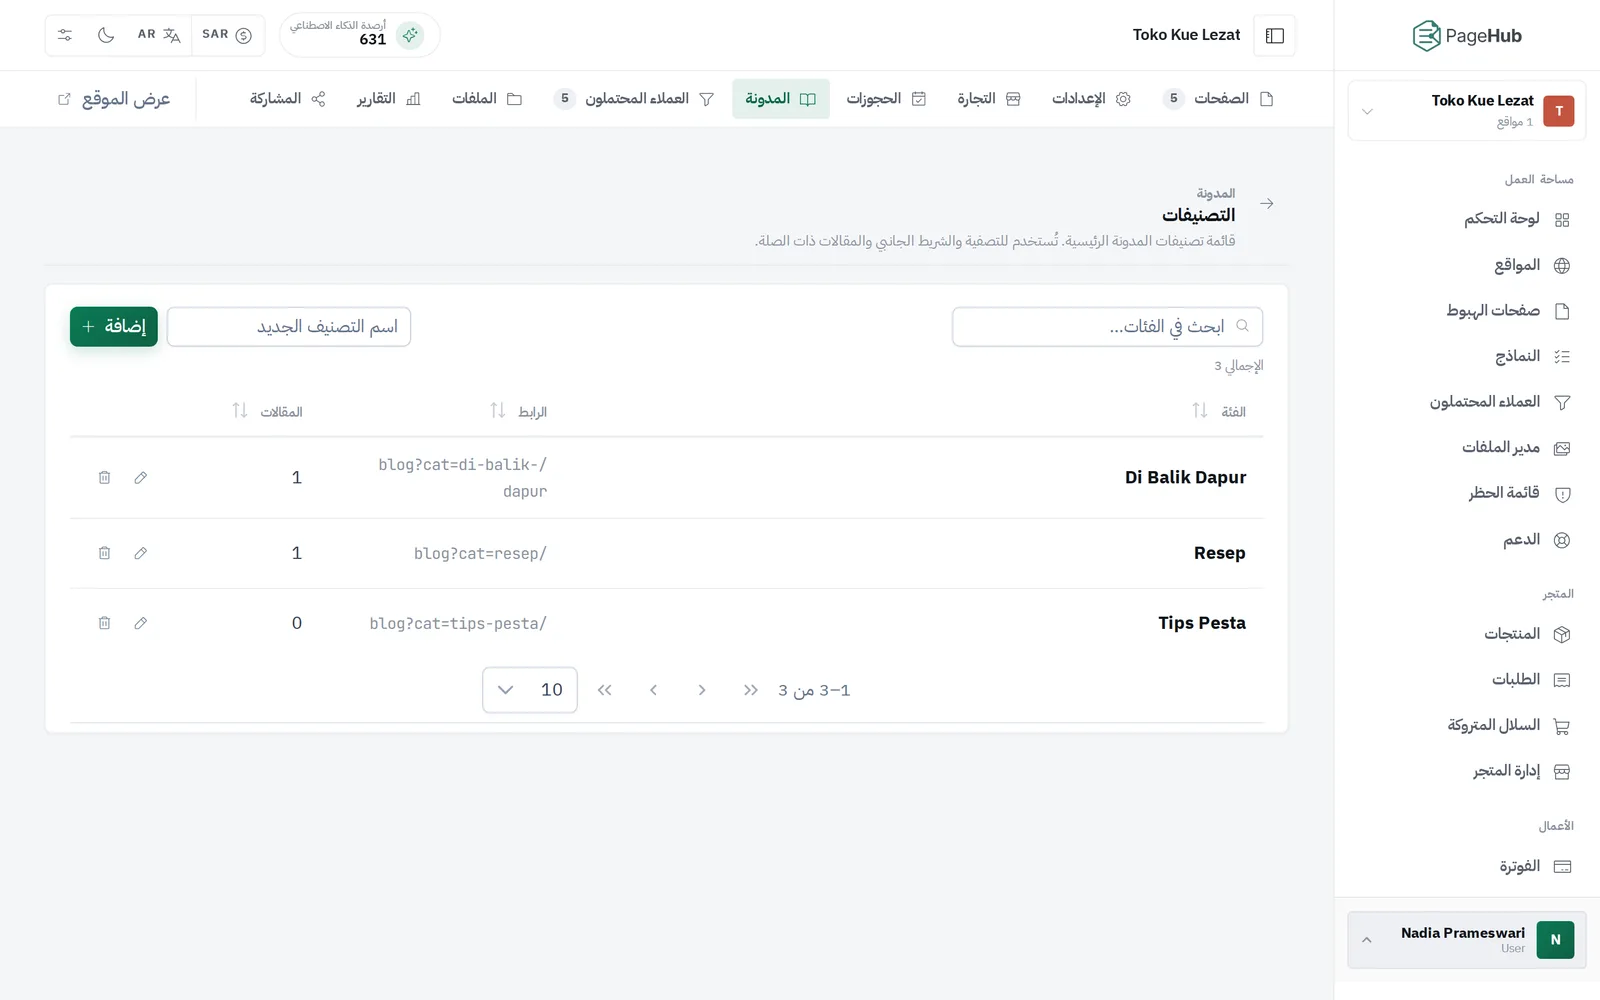 PageHub
Toko Kue Lezat
1 مواقع
T
مساحة العمل
لوحة التحكم
المواقع
صفحات الهبوط
النماذج
العملاء المحتملون
مدير الملفات
قائمة الحظر
الدعم
المتجر
المنتجات
الطلبات
السلال المتروكة
إدارة المتجر
الأعمال
الفوترة
Nadia Prameswari
User
N
Toko Kue Lezat
أرصدة الذكاء الاصطناعي
631
SAR
AR
الصفحات 5
الإعدادات
التجارة
الحجوزات
المدونة
العملاء المحتملون 5
الملفات
التقارير
المشاركة
عرض الموقع
المدونة
التصنيفات
قائمة تصنيفات المدونة الرئيسية. تُستخدم للتصفية والشريط الجانبي والمقالات ذات الصلة.
ابحث في الفئات...
اسم التصنيف الجديد
إضافة
الإجمالي 3
الفئة الرابط المقالات
Di Balik Dapur blog?cat=di-balik-/ 1
dapur
Resep blog?cat=resep/ 1
Tips Pesta blog?cat=tips-pesta/ 0
1–3 من 3
10